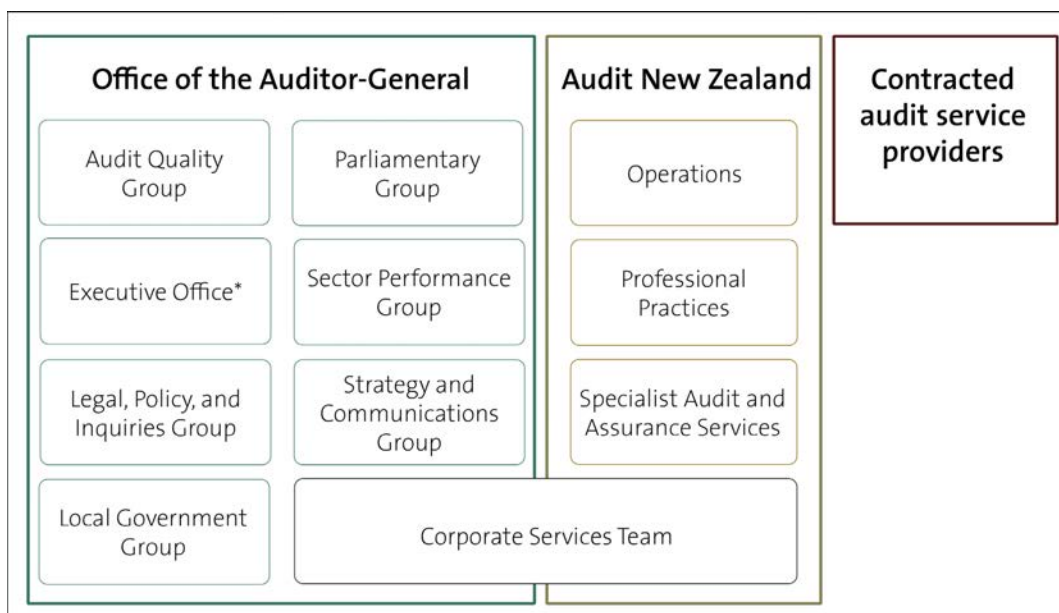 Office of the Auditor-General
Audit Quality
Group
Parliamentary
Group
Executive Office*
Sector Performance
Group
Legal, Policy, and
Inquiries Group
Strategy and
Communications
Group
Local Government
Group
Corporate Services Team
Audit New Zealand
Operations
Professional
Practices
Specialist Audit and
Assurance Services
Contracted
audit service
providers